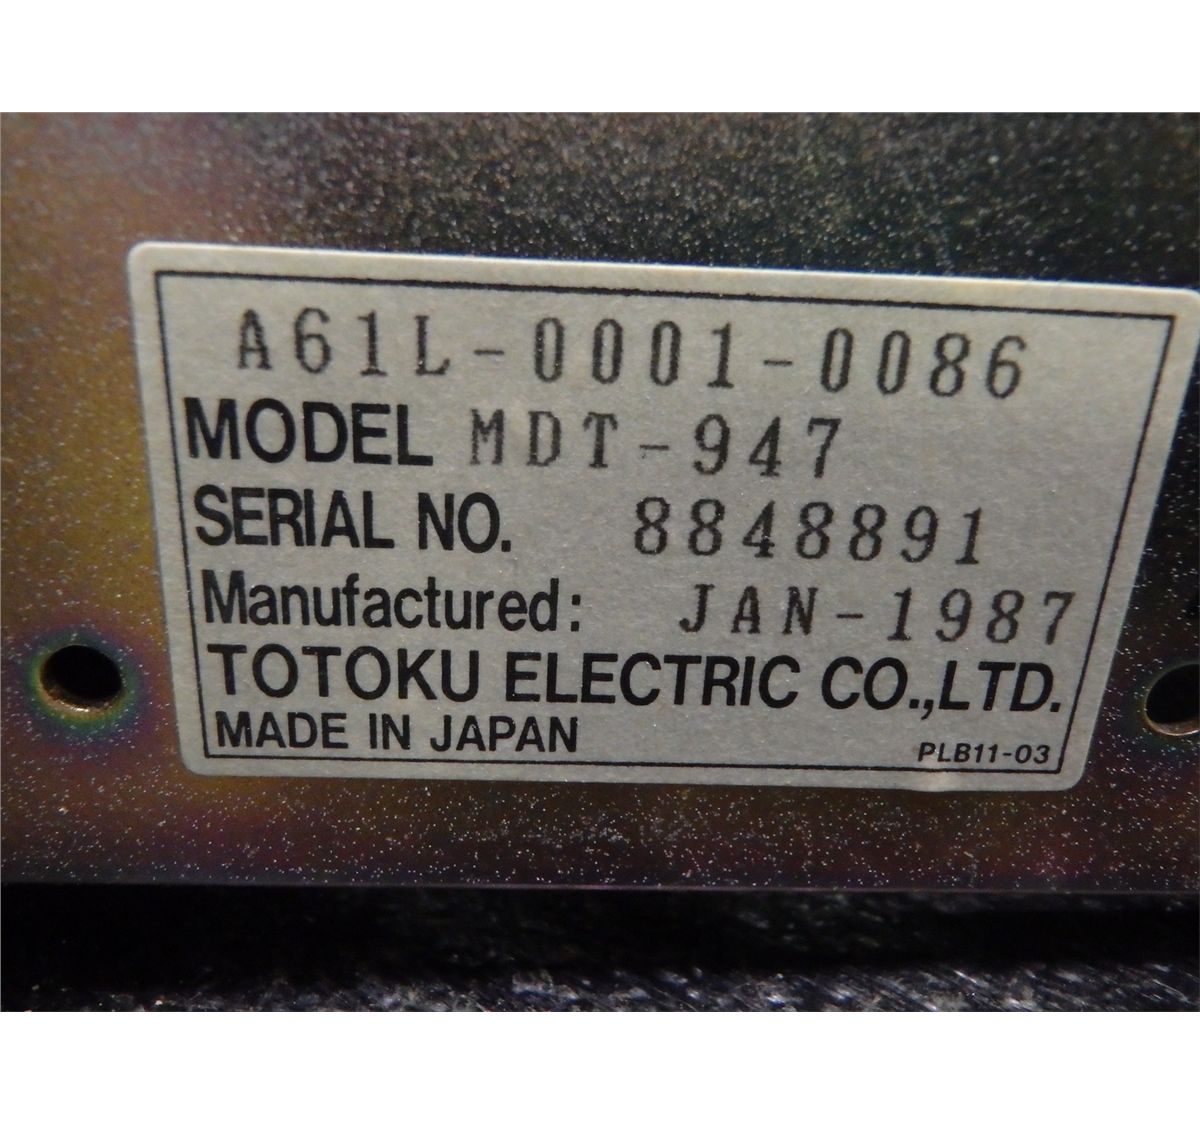 A61L-0001-0086
MODEL MDT-947
SERIAL NO. 8848891
Manufactured: JAN-1987
TOTOKU ELECTRIC CO.,LTD.
MADE IN JAPAN
PLB11-03